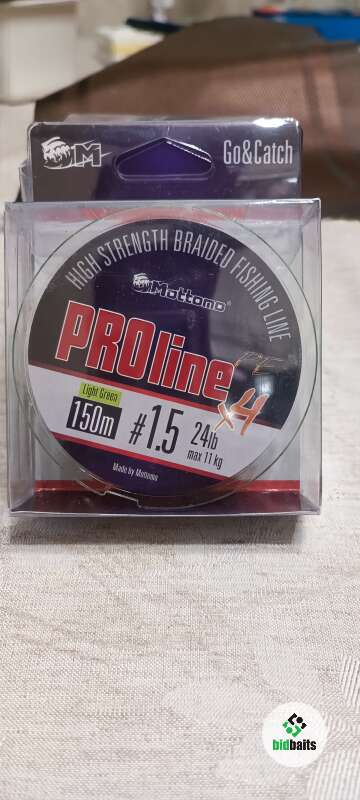 M
Go&Catch
HIGH STRENGTH BRAIDED FISHING LINE
Mottomo®
PROline PE
x4
Light Green
150m
#1.5
24lb
max 11 kg
Made by Mottomo
bidbaits